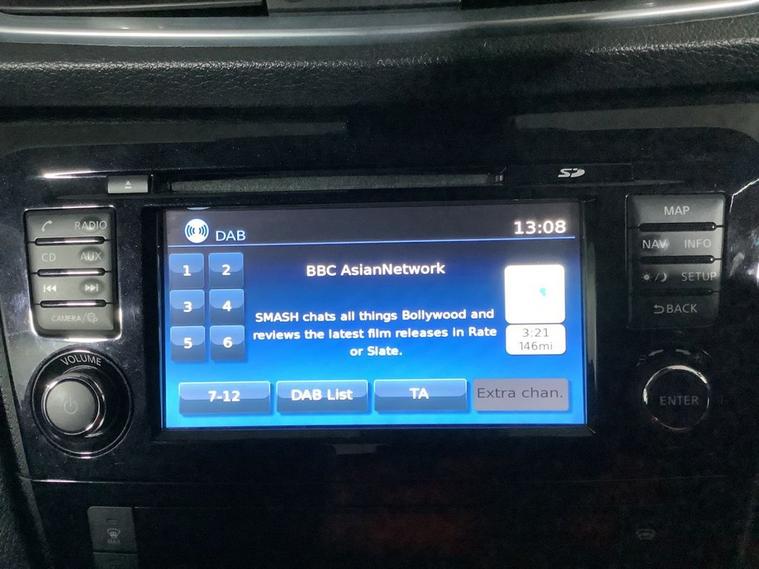 SD
RADIO
CD AUX
CAMERA/
VOLUME
DAB
13:08
1 2
3 4
5 6
BBC AsianNetwork
SMASH chats all things Bollywood and
reviews the latest film releases in Rate
or Slate.
3:21
146mi
7-12 DAB List TA Extra chan.
MAP
NAV INFO
SETUP
BACK
ENTER